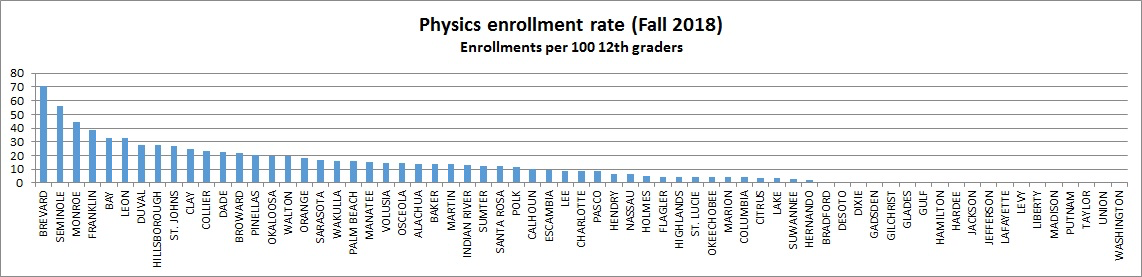 Physics enrollment rate (Fall 2018)
Enrollments per 100 12th graders
80
70
60
50
40
30
20
10
0
BREVARD
SEMINOLE
MONROE
FRANKLIN
BAY
LEON
DUVAL
HILLSBOROUGH
ST. JOHNS
CLAY
COLLIER
DADE
BROWARD
PINELLAS
OKALOOSA
WALTON
ORANGE
SARASOTA
WAKULLA
PALM BEACH
MANATEE
VOLUSIA
OSCEOLA
ALACHUA
BAKER
MARTIN
INDIAN RIVER
SUMTER
SANTA ROSA
POLK
CALHOUN
ESCAMBIA
LEE
CHARLOTTE
PASCO
HENDRY
NASSAU
HOLMES
FLAGLER
HIGHLANDS
ST. LUCIE
OKEECHOBEE
MARION
COLUMBIA
CITRUS
LAKE
SUWANNEE
HERNANDO
BRADFORD
DESOTO
DIXIE
GADSDEN
GILCHRIST
GLADES
GULF
HAMILTON
HARDEE
JACKSON
JEFFERSON
LAFAYETTE
LEVY
LIBERTY
MADISON
PUTNAM
TAYLOR
UNION
WASHINGTON